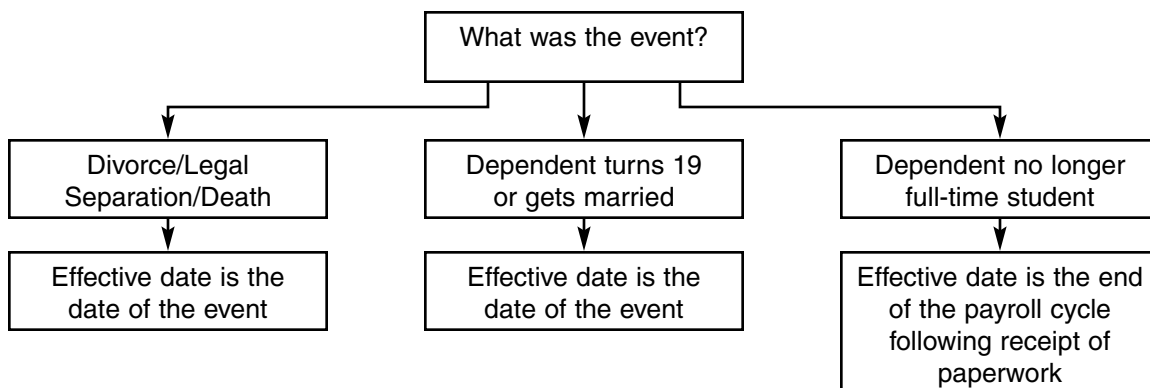 What was the event?
Divorce/Legal
Separation/Death
Dependent turns 19
or gets married
Dependent no longer
full-time student
Effective date is the
date of the event
Effective date is the
date of the event
Effective date is the end
of the payroll cycle
following receipt of
paperwork